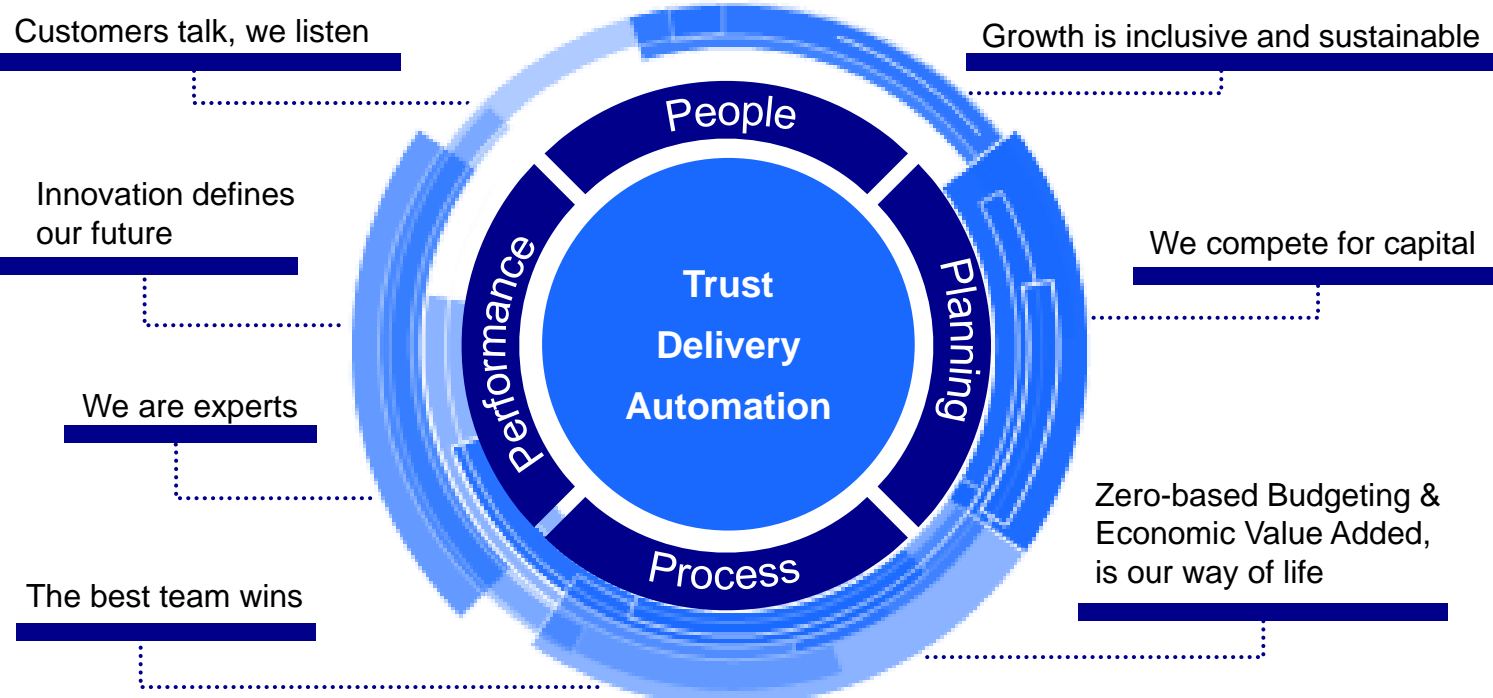 Customers talk, we listen
Growth is inclusive and sustainable
People
Innovation defines
our future
We compete for capital
Performance
Trust
Delivery
Automation
Planning
We are experts
Zero-based Budgeting &
Economic Value Added,
is our way of life
Process
The best team wins